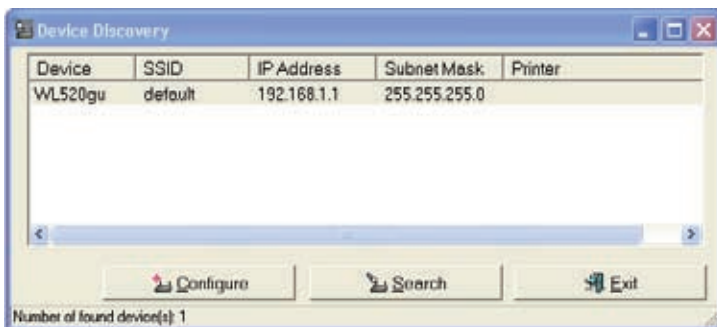 Device Discovery
Device SSID IP Address Subnet Mask Printer
WL520gu default 192.168.1.1 255.255.255.0
Configure Search Exit
Number of found device(s): 1